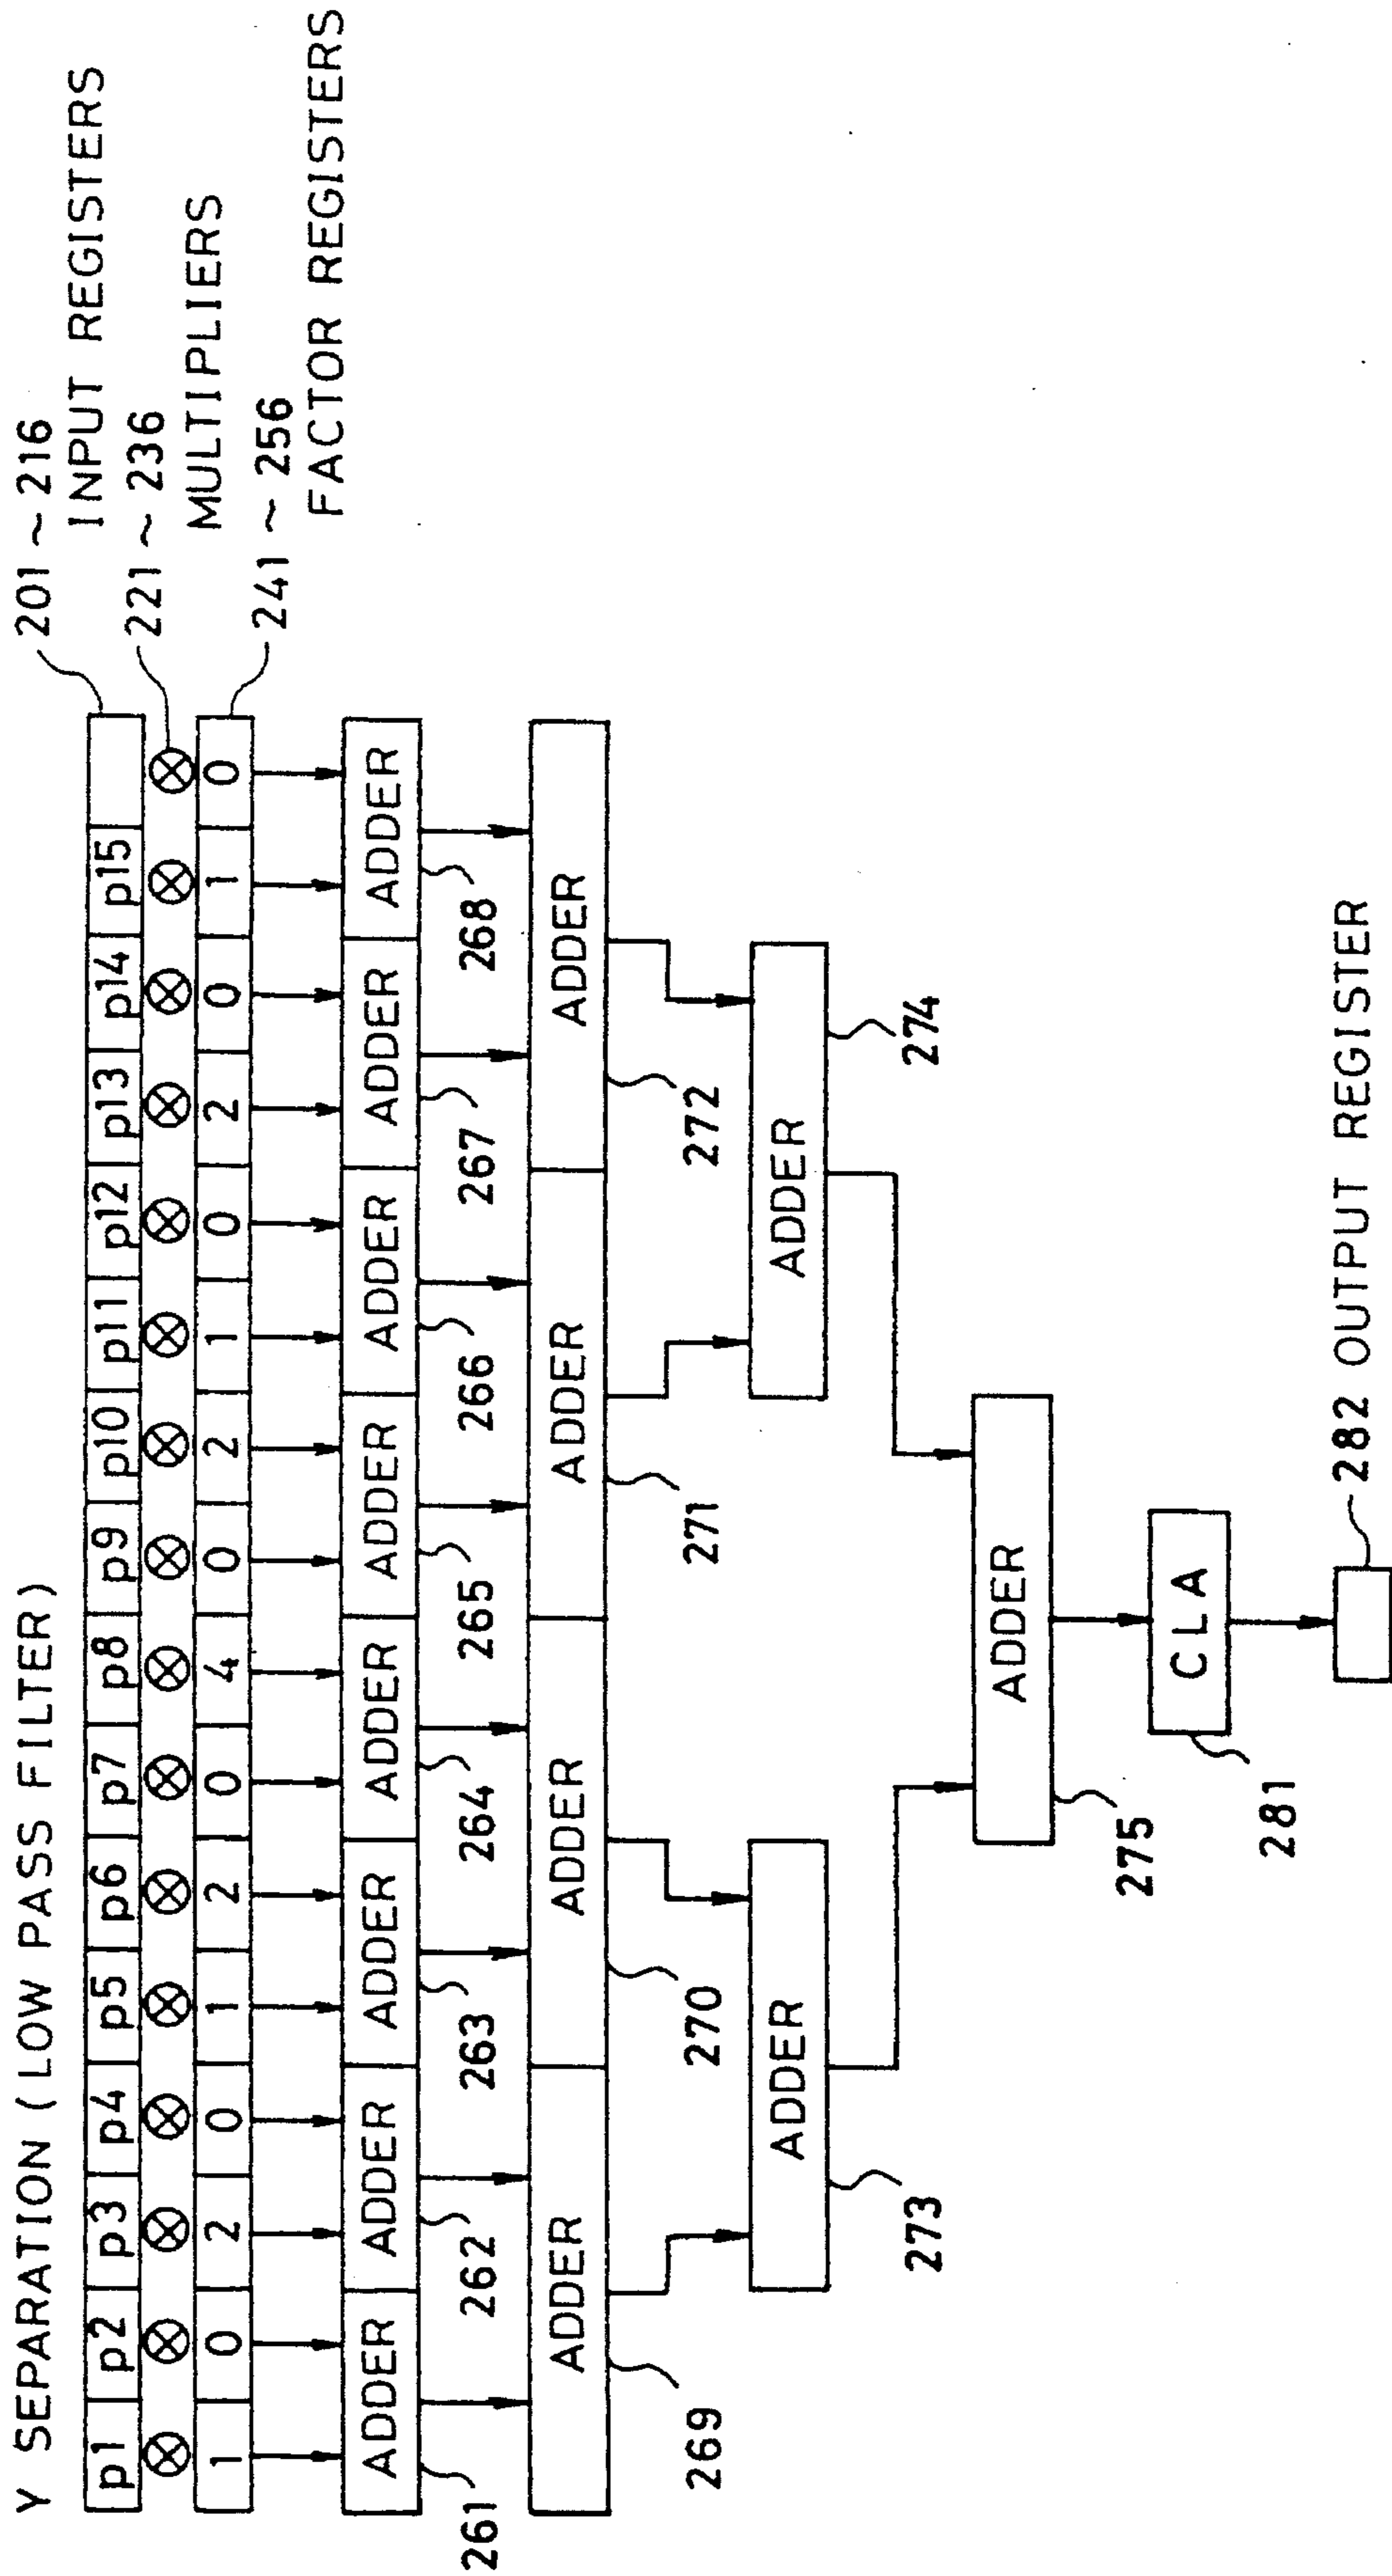 Y SEPARATION (LOW PASS FILTER)
201 ~ 216
INPUT REGISTERS
221 ~ 236
MULTIPLIERS
241 ~ 256
FACTOR REGISTERS
p1 p2 p3 p4 p5 p6 p7 p8 p9 p10 p11 p12 p13 p14 p15
1 0 2 0 1 2 0 4 0 2 1 0 2 0 1 0
ADDER ADDER ADDER ADDER ADDER ADDER ADDER ADDER
261 262 263 264 265 266 267 268
ADDER ADDER ADDER ADDER
269 270 271 272
ADDER ADDER
273 274
ADDER
275
CLA
281
282 OUTPUT REGISTER